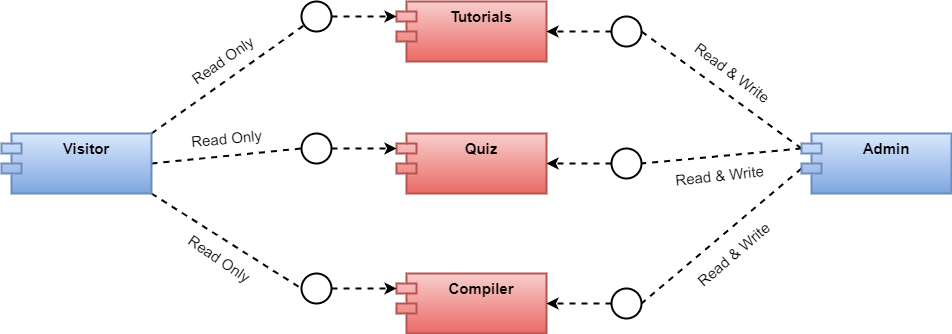 Tutorials
Read Only
Read & Write
Visitor
Read Only
Quiz
Read & Write
Admin
Read Only
Compiler
Read & Write